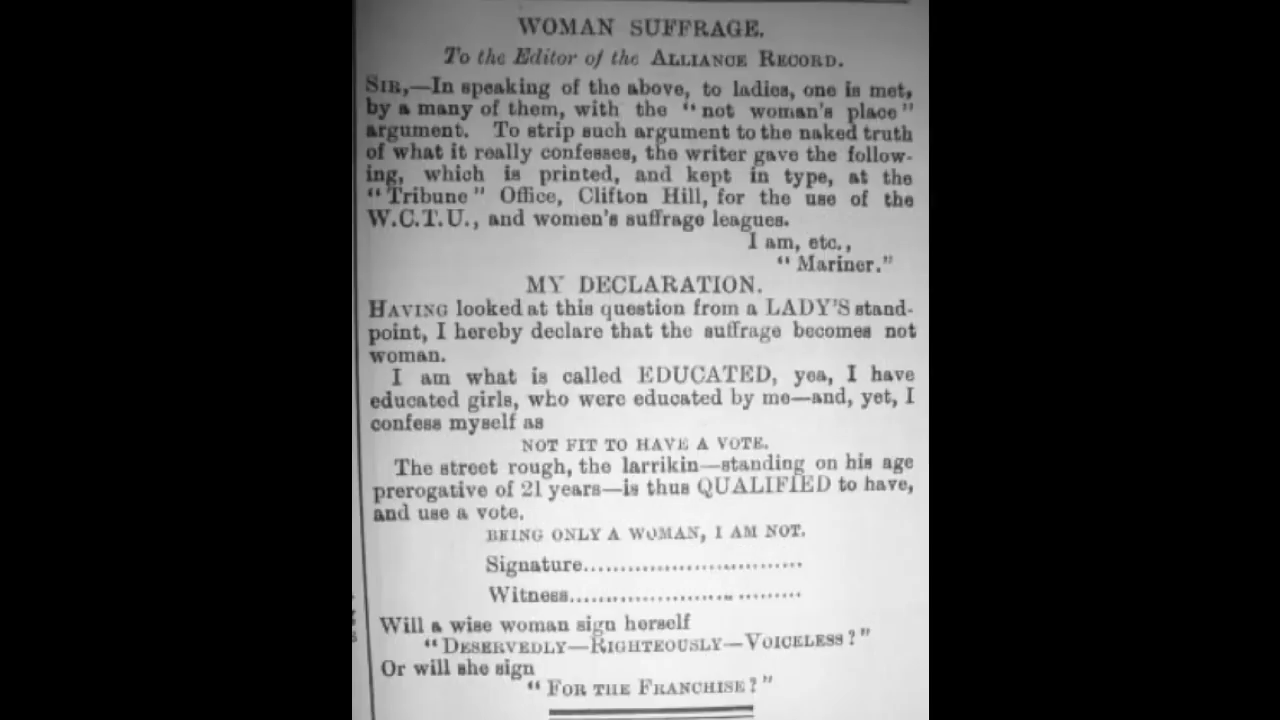 WOMAN SUFFRAGE.
To the Editor of the ALLIANCE RECORD.
SIR,—In speaking of the above, to ladies, one is met,
by a many of them, with the "not woman's place"
argument. To strip such argument to the naked truth
of what it really confesses, the writer gave the follow-
ing, which is printed, and kept in type, at the
"Tribune" Office, Clifton Hill, for the use of the
W.C.T.U., and women's suffrage leagues.
I am, etc.,
"Mariner."
MY DECLARATION.
HAVING looked at this question from a LADY'S stand-
point, I hereby declare that the suffrage becomes not
woman.
I am what is called EDUCATED, yea, I have
educated girls, who were educated by me—and, yet, I
confess myself as
NOT FIT TO HAVE A VOTE.
The street rough, the larrikin—standing on his age
prerogative of 21 years—is thus QUALIFIED to have,
and use a vote.
BEING ONLY A WOMAN, I AM NOT.
Signature..............................
Witness..............................
Will a wise woman sign herself
"DESERVEDLY—RIGHTEOUSLY—VOICELESS?"
Or will she sign
"FOR THE FRANCHISE?"